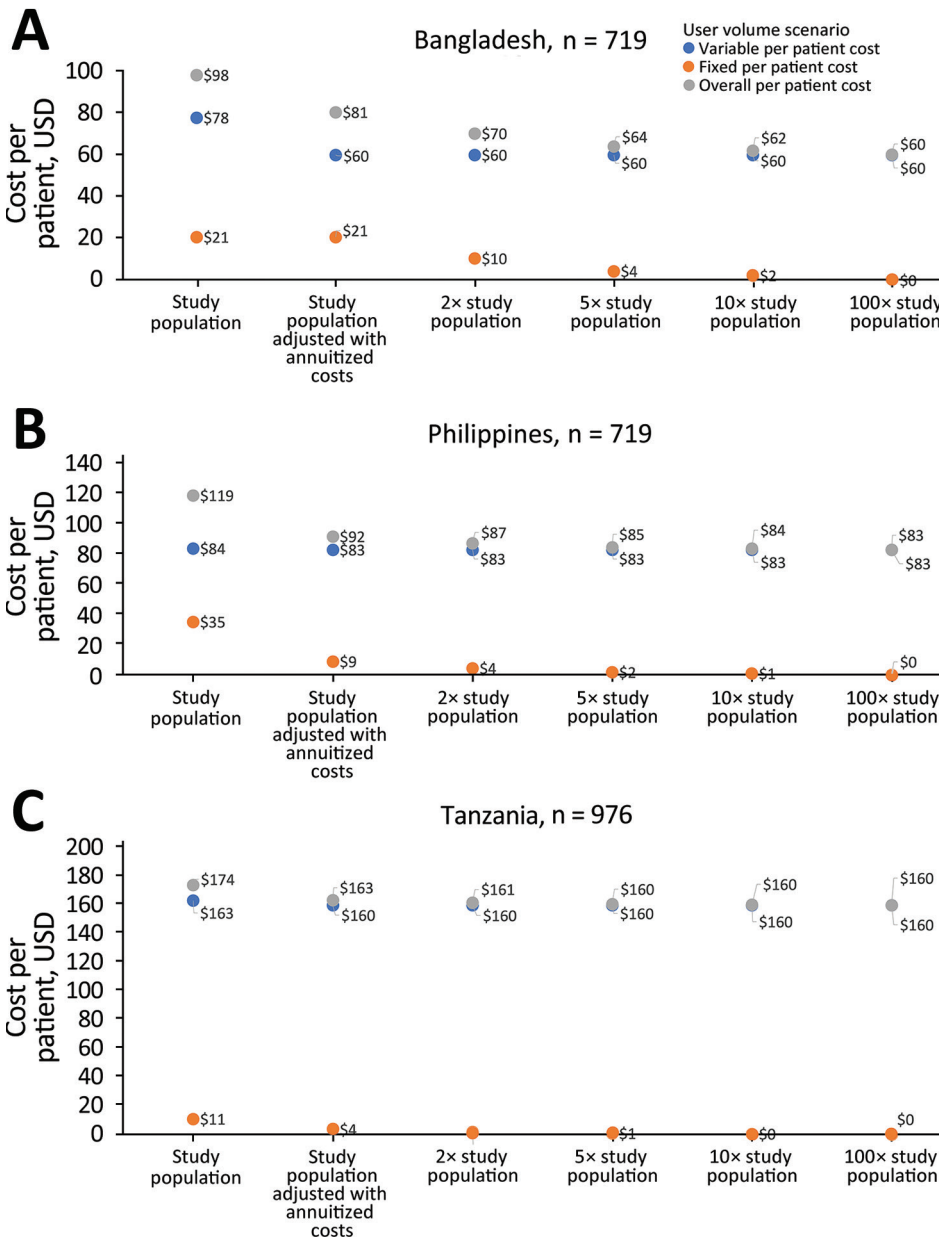 A
Bangladesh, n = 719
User volume scenario
Variable per patient cost
Fixed per patient cost
Overall per patient cost
Cost per
patient, USD
100
80
60
40
20
0
$98
$78
$21
$81
$60
$21
$70
$60
$10
$64
$60
$4
$62
$60
$2
$60
$60
$0
Study
population
Study
population
adjusted with
annuitized
costs
2× study
population
5× study
population
10× study
population
100× study
population
B
Philippines, n = 719
Cost per
patient, USD
140
120
100
80
60
40
20
0
$119
$84
$35
$92
$83
$9
$87
$83
$4
$85
$83
$2
$84
$83
$1
$83
$83
$0
Study
population
Study
population
adjusted with
annuitized
costs
2× study
population
5× study
population
10× study
population
100× study
population
C
Tanzania, n = 976
Cost per
patient, USD
200
180
160
140
120
100
80
60
40
20
0
$174
$163
$11
$163
$160
$4
$161
$160
$160
$160
$1
$160
$160
$0
$160
$160
$0
Study
population
Study
population
adjusted with
annuitized
costs
2× study
population
5× study
population
10× study
population
100× study
population